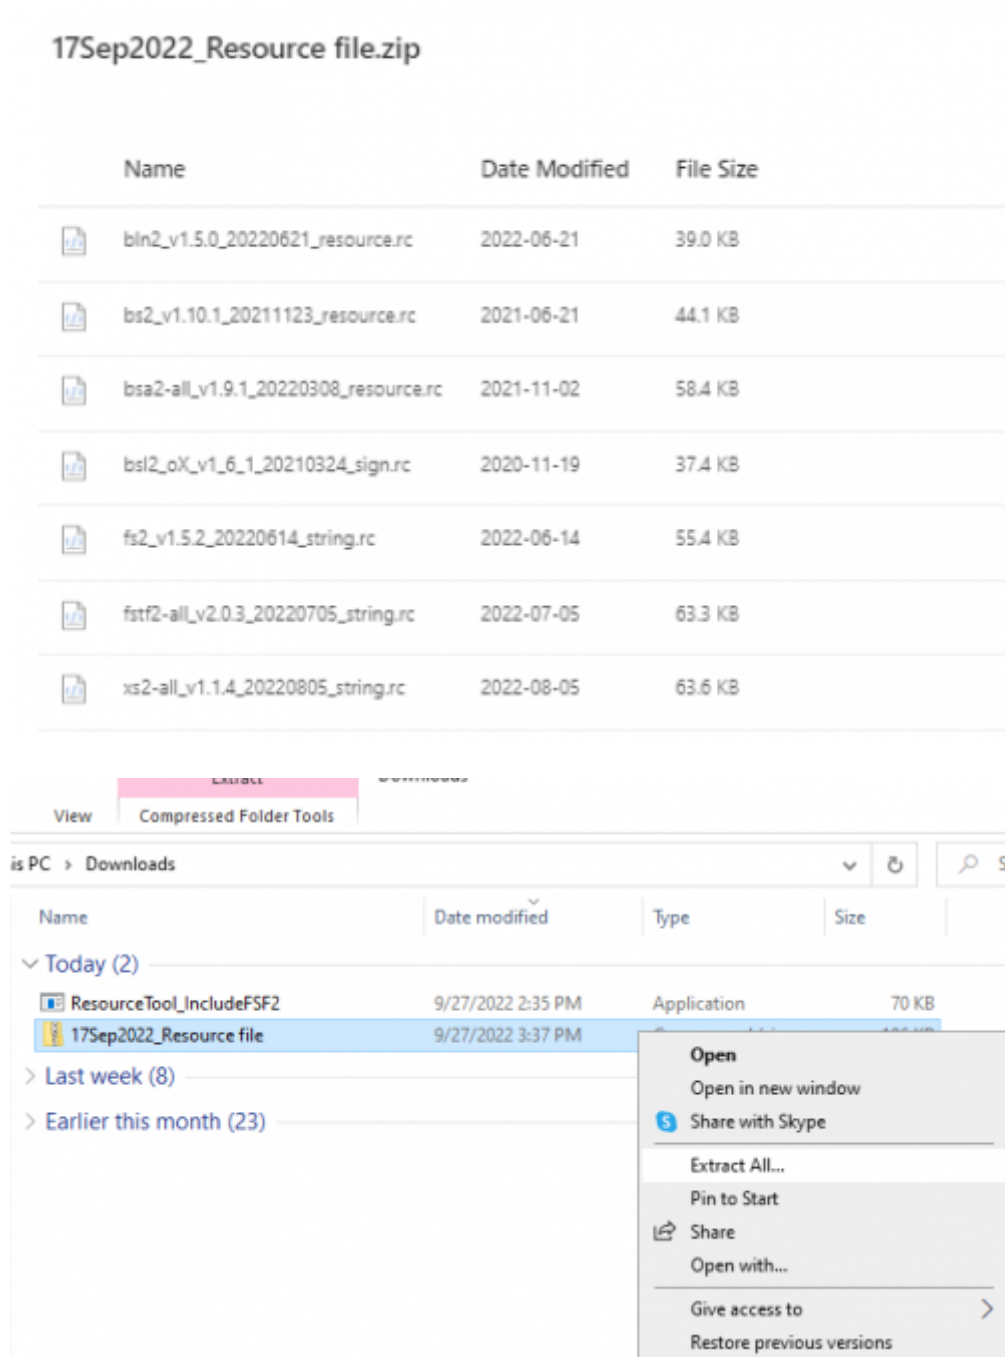 17Sep2022_Resource file.zip
Name Date Modified File Size
bln2_v1.5.0_20220621_resource.rc 2022-06-21 39.0 KB
bs2_v1.10.1_20211123_resource.rc 2021-06-21 44.1 KB
bsa2-all_v1.9.1_20220308_resource.rc 2021-11-02 58.4 KB
bsl2_oX_v1_6_1_20210324_sign.rc 2020-11-19 37.4 KB
fs2_v1.5.2_20220614_string.rc 2022-06-14 55.4 KB
fstf2-all_v2.0.3_20220705_string.rc 2022-07-05 63.3 KB
xs2-all_v1.1.4_20220805_string.rc 2022-08-05 63.6 KB
Extract Downloads
View Compressed Folder Tools
is PC > Downloads
Name Date modified Type Size
Today (2)
ResourceTool_IncludeFSF2 9/27/2022 2:35 PM Application 70 KB
17Sep2022_Resource file 9/27/2022 3:37 PM
Last week (8)
Earlier this month (23)
Open
Open in new window
Share with Skype
Extract All...
Pin to Start
Share
Open with...
Give access to
Restore previous versions